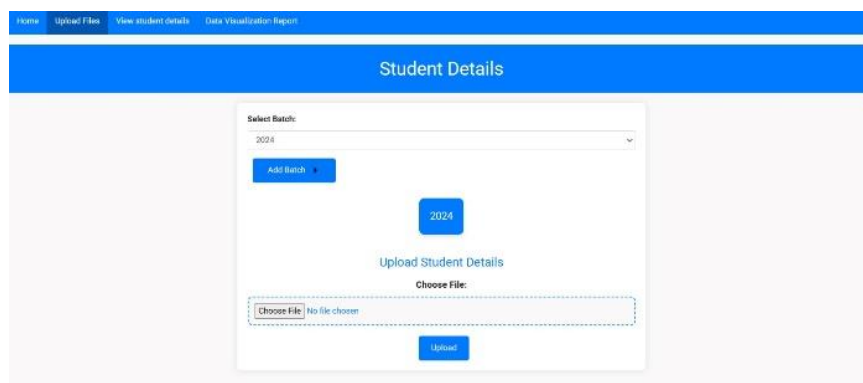 Home Upload Files View student details Data Visualization Report
Student Details
Select Batch:
2024
Add Batch
2024
Upload Student Details
Choose File:
Choose File No file chosen
Upload